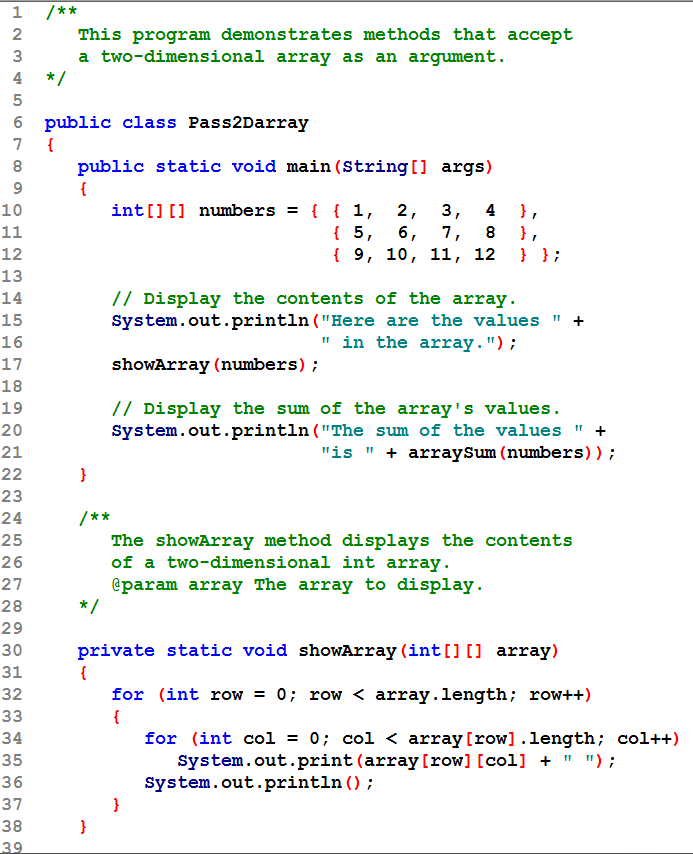 1 /**
2    This program demonstrates methods that accept
3    a two-dimensional array as an argument.
4 */
5
6 public class Pass2Darray
7 {
8    public static void main(String[] args)
9    {
10       int[][] numbers = { { 1,  2,  3,  4  },
11                           { 5,  6,  7,  8  },
12                           { 9, 10, 11, 12  } };
13
14       // Display the contents of the array.
15       System.out.println("Here are the values " +
16                          " in the array.");
17       showArray(numbers);
18
19       // Display the sum of the array's values.
20       System.out.println("The sum of the values " +
21                          "is " + arraySum(numbers));
22    }
23
24    /**
25       The showArray method displays the contents
26       of a two-dimensional int array.
27       @param array The array to display.
28    */
29
30    private static void showArray(int[][] array)
31    {
32       for (int row = 0; row < array.length; row++)
33       {
34          for (int col = 0; col < array[row].length; col++)
35             System.out.print(array[row][col] + " ");
36          System.out.println();
37       }
38    }
39